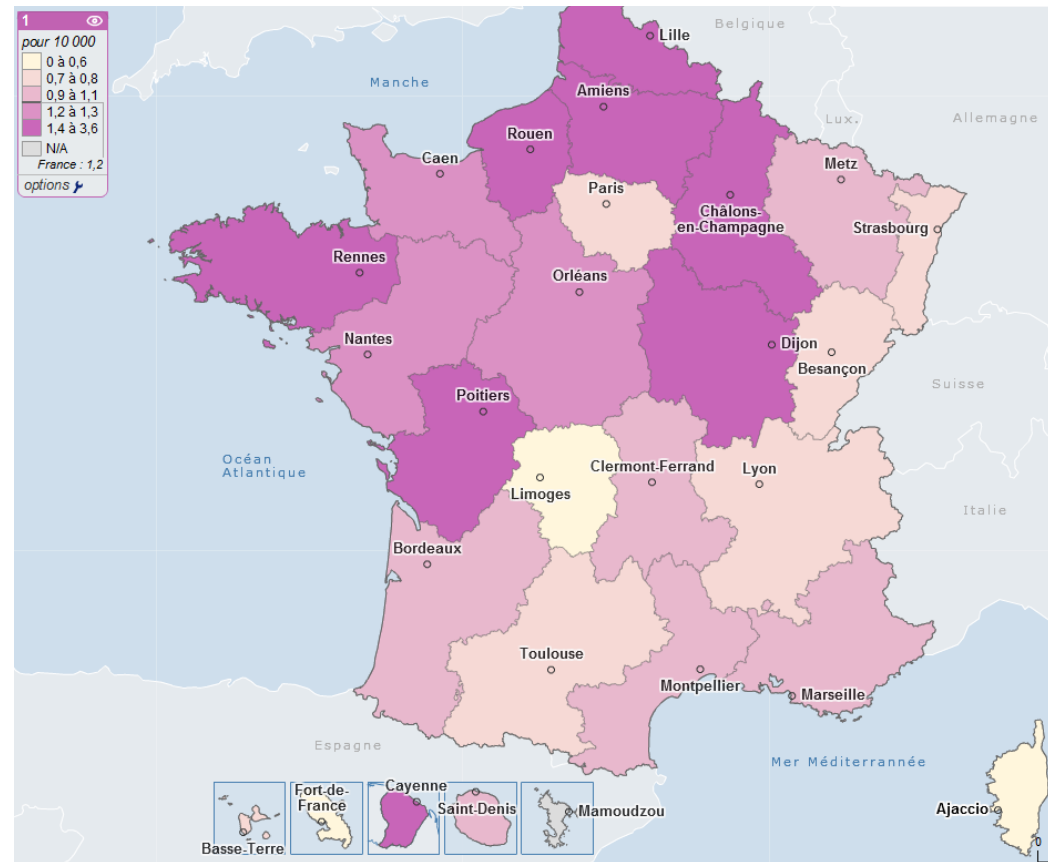 1
pour 10 000
0 à 0,6
0,7 à 0,8
0,9 à 1,1
1,2 à 1,3
1,4 à 3,6
N/A
France : 1,2
options
Belgique
Lille
Manche
Amiens
Lux.
Allemagne
Rouen
Caen
Metz
Paris
Châlons-
en-Champagne
Strasbourg
Rennes
Orléans
Nantes
Dijon
Besançon
Suisse
Poitiers
Océan
Atlantique
Clermont-Ferrand
Lyon
Limoges
Italie
Bordeaux
Toulouse
Montpellier
Marseille
Espagne
Mer Méditerrannée
Fort-de-
France
Cayenne
Saint-Denis
Mamoudzou
Ajaccio
Basse-Terre
0